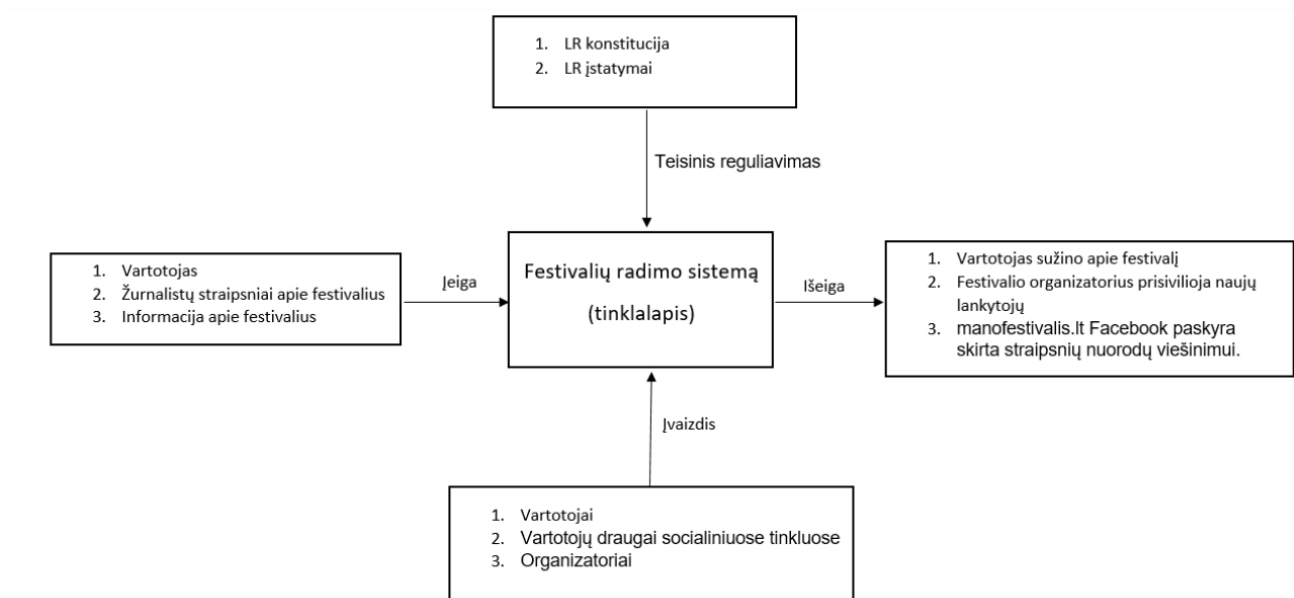 1. LR konstitucija
2. LR įstatymai
Teisinis reguliavimas
1. Vartotojas
2. Žurnalistų straipsniai apie festivalius
3. Informacija apie festivalius
Įeiga
Festivalių radimo sistemą
(tinklalapis)
Išeiga
1. Vartotojas sužino apie festivalį
2. Festivalio organizatorius prisivilioja naujų
lankytojų
3. manofestivalis.lt Facebook paskyra
skirta straipsnių nuorodų viešinimui.
Įvaizdis
1. Vartotojai
2. Vartotojų draugai socialiniuose tinkluose
3. Organizatoriai